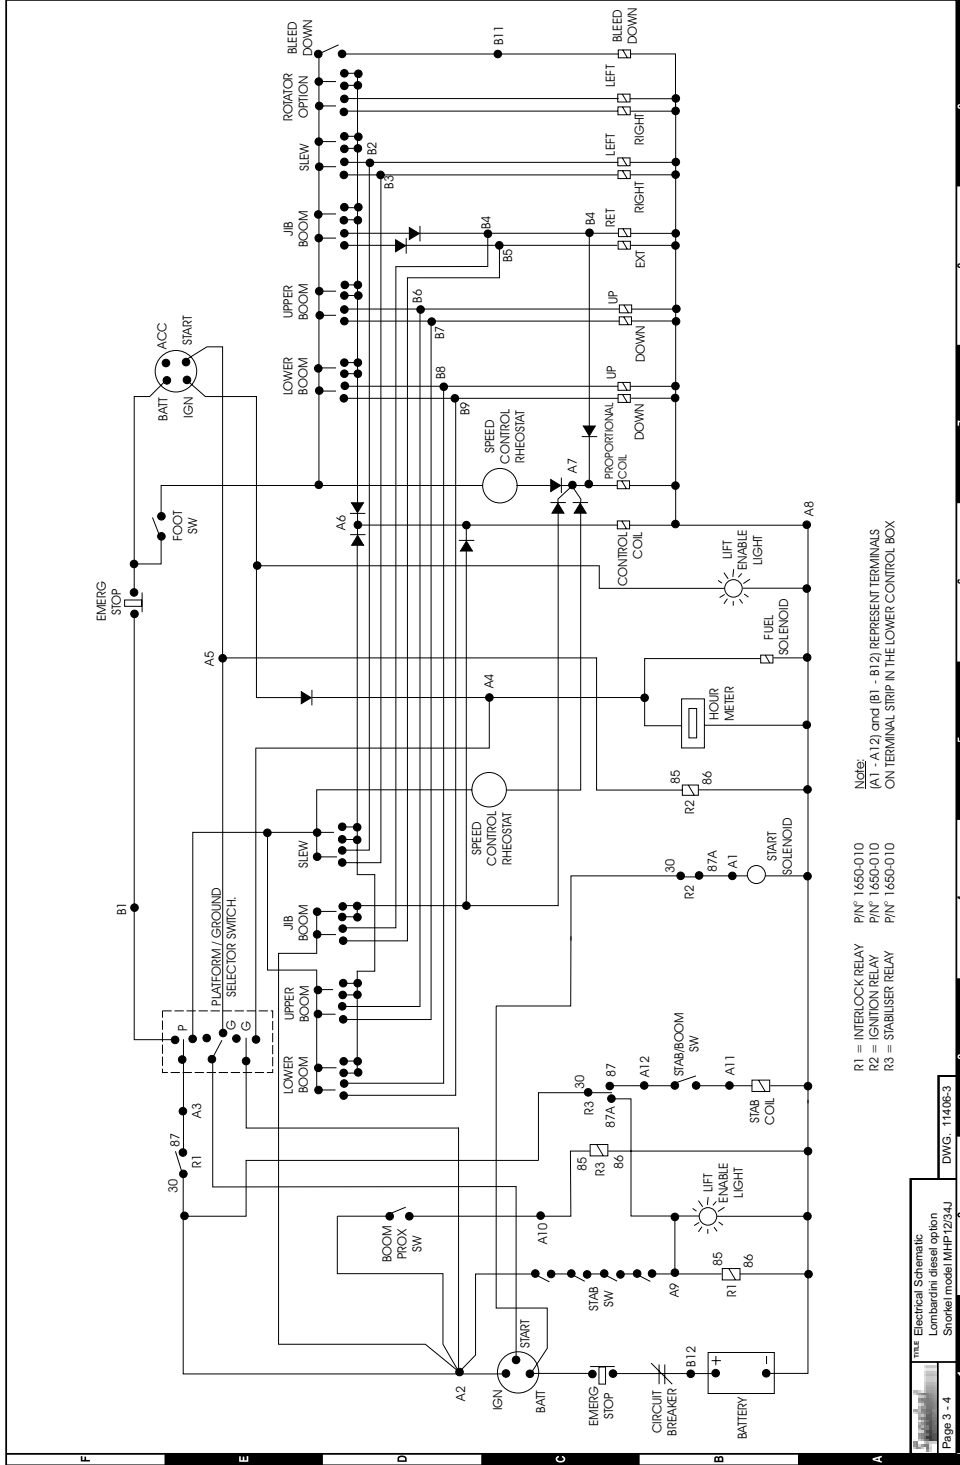 F
E
D
C
B
A
BLEED
DOWN
ROTATOR
OPTION
SLEW
JIB
BOOM
UPPER
BOOM
LOWER
BOOM
B11
BLEED
DOWN
LEFT
RIGHT
B2
B3
LEFT
RIGHT
B4
B5
B4
RET
EXT
B6
B7
UP
DOWN
B8
B9
UP
DOWN
ACC
START
BATT
IGN
SPEED
CONTROL
RHEOSTAT
A7
PROPORTIONAL
COIL
FOOT
SW
A6
CONTROL
COIL
A8
EMERG
STOP
LIFT
ENABLE
LIGHT
A5
FUEL
SOLENOID
A4
HOUR
METER
SPEED
CONTROL
RHEOSTAT
85
R2
86
SLEW
30
R2
87A
A1
START
SOLENOID
B1
PLATFORM / GROUND
SELECTOR SWITCH.
P
G
G
JIB
BOOM
UPPER
BOOM
LOWER
BOOM
A3
87
R1
30
30
R3
87A
87
A12
STAB/BOOM
SW
A11
STAB
COIL
85
R3
86
BOOM
PROX
SW
A10
LIFT
ENABLE
LIGHT
STAB
SW
A9
85
R1
86
A2
IGN
START
BATT
EMERG
STOP
CIRCUIT
BREAKER
B12
+
-
BATTERY
Note:
(A1 - A12) and (B1 - B12) REPRESENT TERMINALS
ON TERMINAL STRIP IN THE LOWER CONTROL BOX
R1 = INTERLOCK RELAY P/N° 1650-010
R2 = IGNITION RELAY P/N° 1650-010
R3 = STABILISER RELAY P/N° 1650-010
Page 3 - 4
TITLE Electrical Schematic
Lombardini diesel option
Snorkel model MHP12/34J
DWG. 11406-3